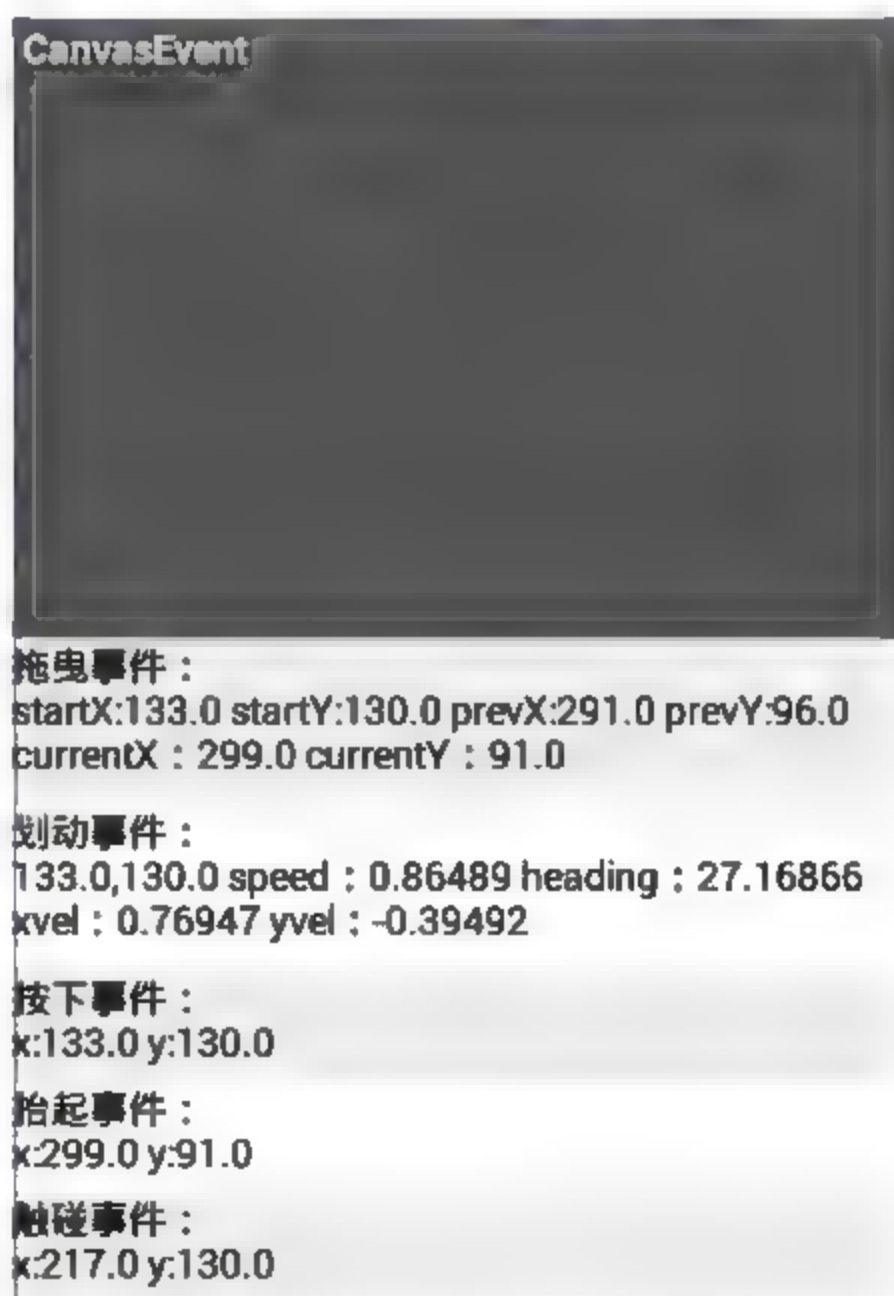 CanvasEvent
拖曳事件：
startX:133.0 startY:130.0 prevX:291.0 prevY:96.0
currentX：299.0 currentY：91.0
划动事件：
133.0,130.0 speed：0.86489 heading：27.16866
xvel：0.76947 yvel：-0.39492
按下事件：
x:133.0 y:130.0
抬起事件：
x:299.0 y:91.0
触碰事件：
x:217.0 y:130.0